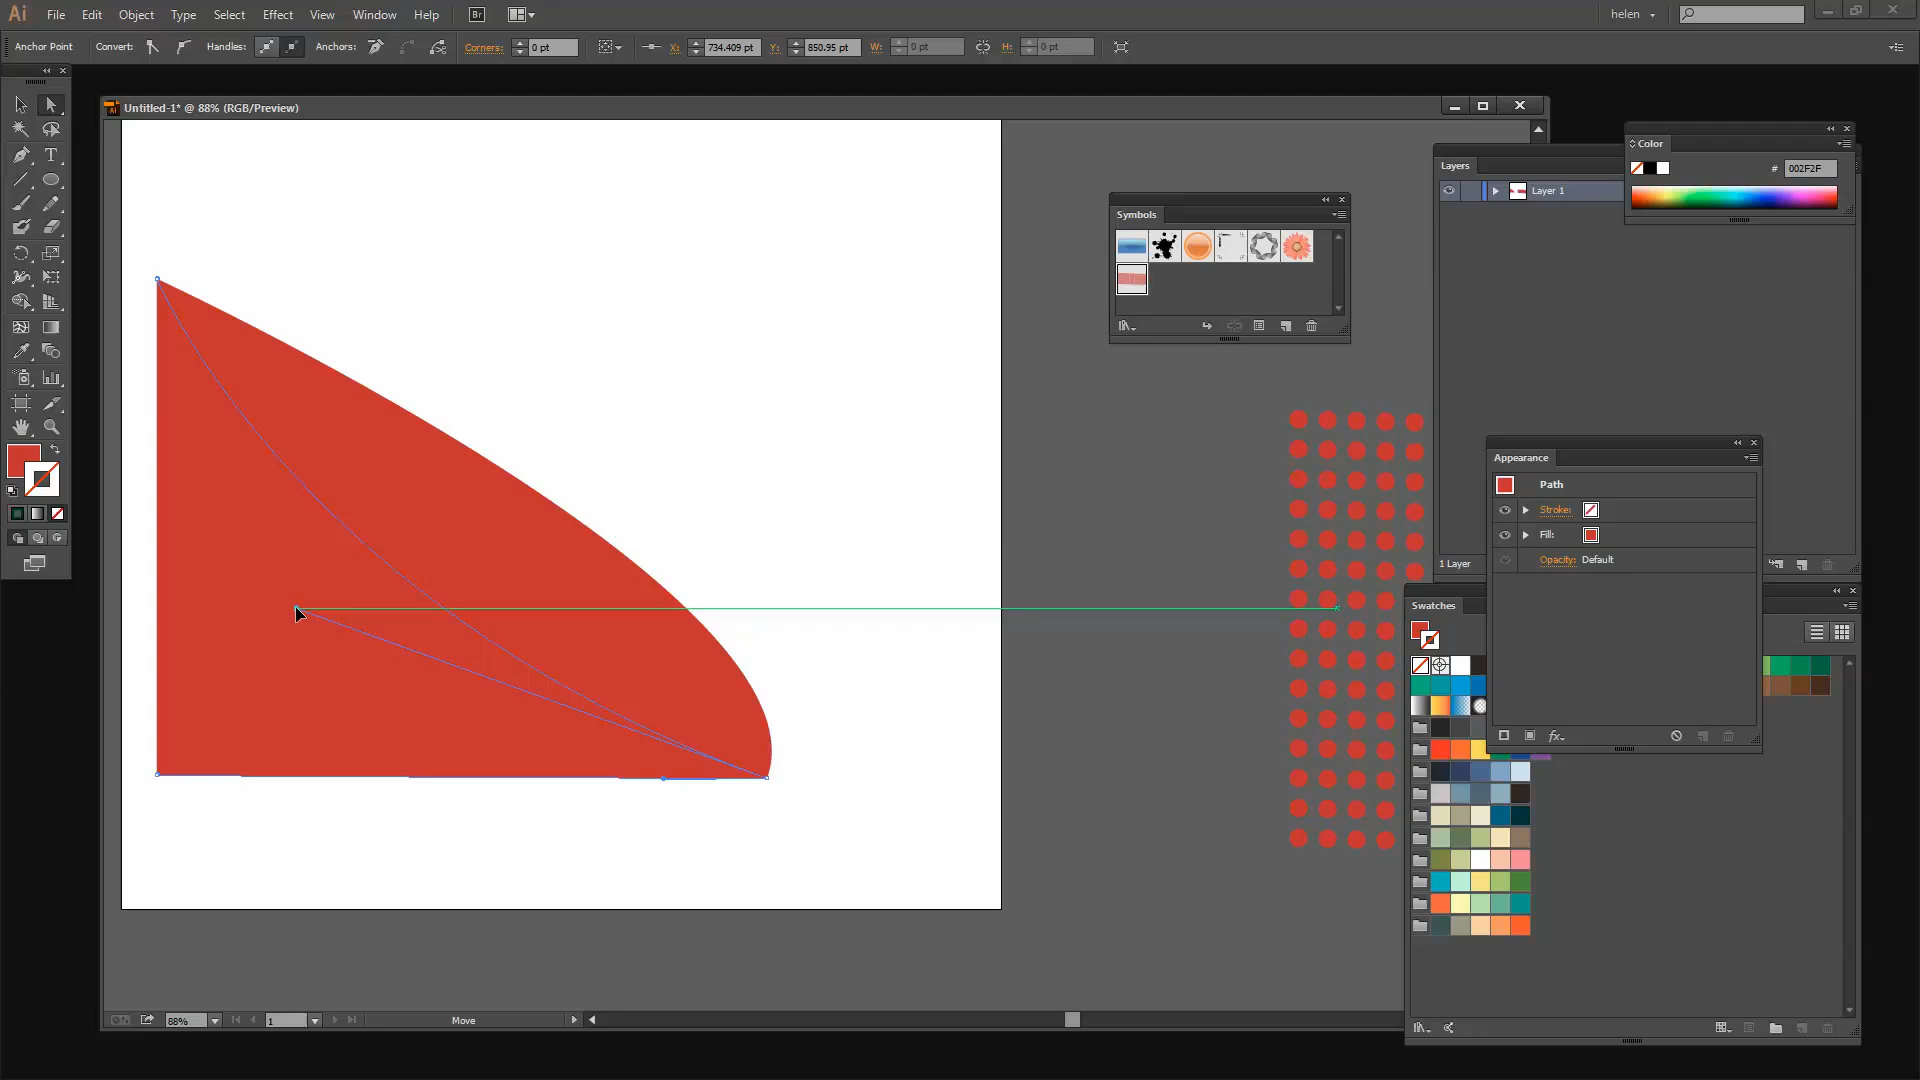 Ai File Edit Object Type Select Effect View Window Help Br helen
Anchor Point Convert: Handles: Anchors: Corners: 0 pt X: 734.409 pt Y: 850.95 pt W: 0 pt H: 0 pt
Untitled-1* @ 88% (RGB/Preview)
Color
# 002F2F
Layers
Layer 1
Symbols
Appearance
Path
Stroke:
Fill:
Opacity: Default
1 Layer
Swatches
fx
88% 1 Move